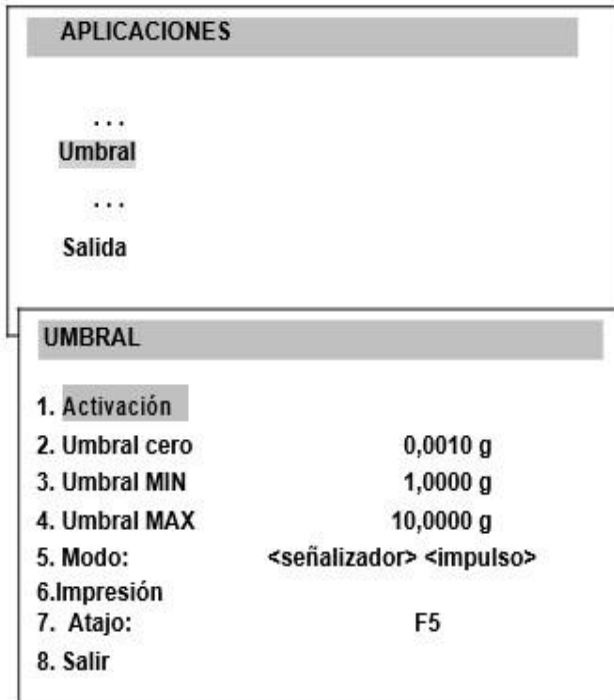 APLICACIONES
...
Umbral
...
Salida
UMBRAL
1. Activación
2. Umbral cero 0,0010 g
3. Umbral MIN 1,0000 g
4. Umbral MAX 10,0000 g
5. Modo: <señalizador> <impulso>
6.Impresión
7. Atajo: F5
8. Salir